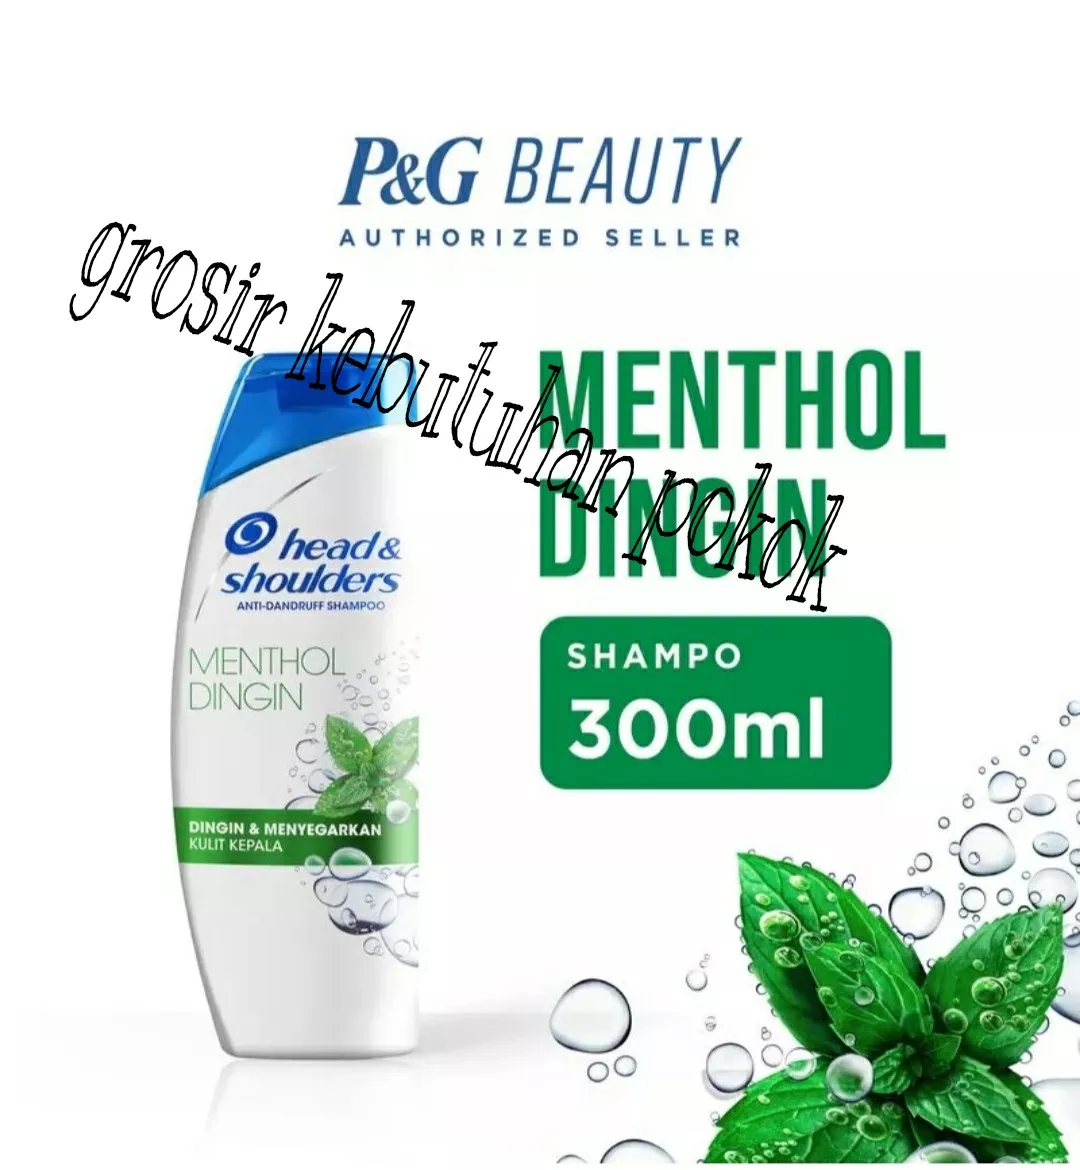 P&G BEAUTY
AUTHORIZED SELLER
grosir kebutuhan pokok
MENTHOL
DINGIN
SHAMPO
300ml
head &
shoulders
ANTI-DANDRUFF SHAMPOO
MENTHOL
DINGIN
DINGIN & MENYEGARKAN
KULIT KEPALA